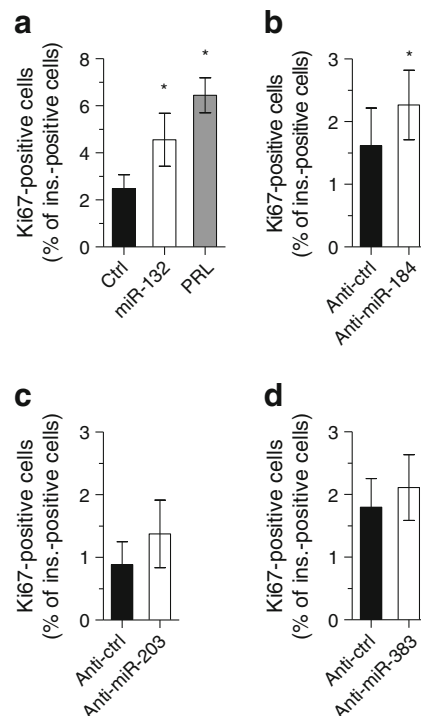 a
Ki67-positive cells
(% of ins.-positive cells)
8
6
4
2
0
*
*
Ctrl
miR-132
PRL
b
Ki67-positive cells
(% of ins.-positive cells)
3
2
1
0
*
Anti-ctrl
Anti-miR-184
c
Ki67-positive cells
(% of ins.-positive cells)
3
2
1
0
Anti-ctrl
Anti-miR-203
d
Ki67-positive cells
(% of ins.-positive cells)
3
2
1
0
Anti-ctrl
Anti-miR-383